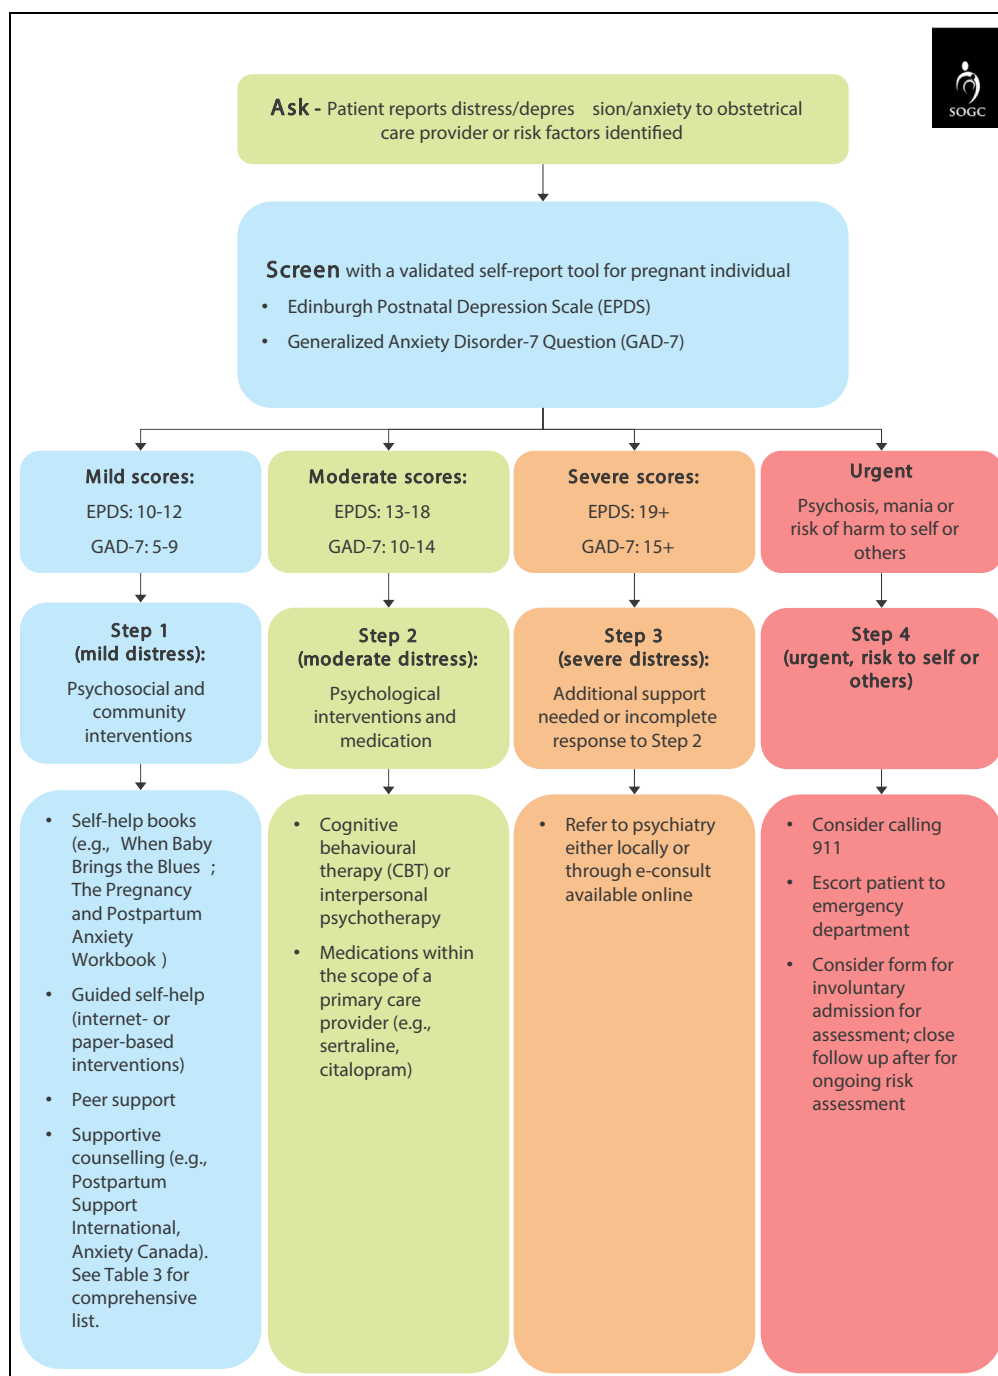 SOGC
Ask - Patient reports distress/depres sion/anxiety to obstetrical
care provider or risk factors identified
Screen with a validated self-report tool for pregnant individual
• Edinburgh Postnatal Depression Scale (EPDS)
• Generalized Anxiety Disorder-7 Question (GAD-7)
Mild scores:
EPDS: 10-12
GAD-7: 5-9
Moderate scores:
EPDS: 13-18
GAD-7: 10-14
Severe scores:
EPDS: 19+
GAD-7: 15+
Urgent
Psychosis, mania or
risk of harm to self or
others
Step 1
(mild distress):
Psychosocial and
community
interventions
Step 2
(moderate distress):
Psychological
interventions and
medication
Step 3
(severe distress):
Additional support
needed or incomplete
response to Step 2
Step 4
(urgent, risk to self or
others)
• Self-help books
(e.g., When Baby
Brings the Blues ;
The Pregnancy
and Postpartum
Anxiety
Workbook )
• Guided self-help
(internet- or
paper-based
interventions)
• Peer support
• Supportive
counselling (e.g.,
Postpartum
Support
International,
Anxiety Canada).
See Table 3 for
comprehensive
list.
• Cognitive
behavioural
therapy (CBT) or
interpersonal
psychotherapy
• Medications within
the scope of a
primary care
provider (e.g.,
sertraline,
citalopram)
• Refer to psychiatry
either locally or
through e-consult
available online
• Consider calling
911
• Escort patient to
emergency
department
• Consider form for
involuntary
admission for
assessment; close
follow up after for
ongoing risk
assessment